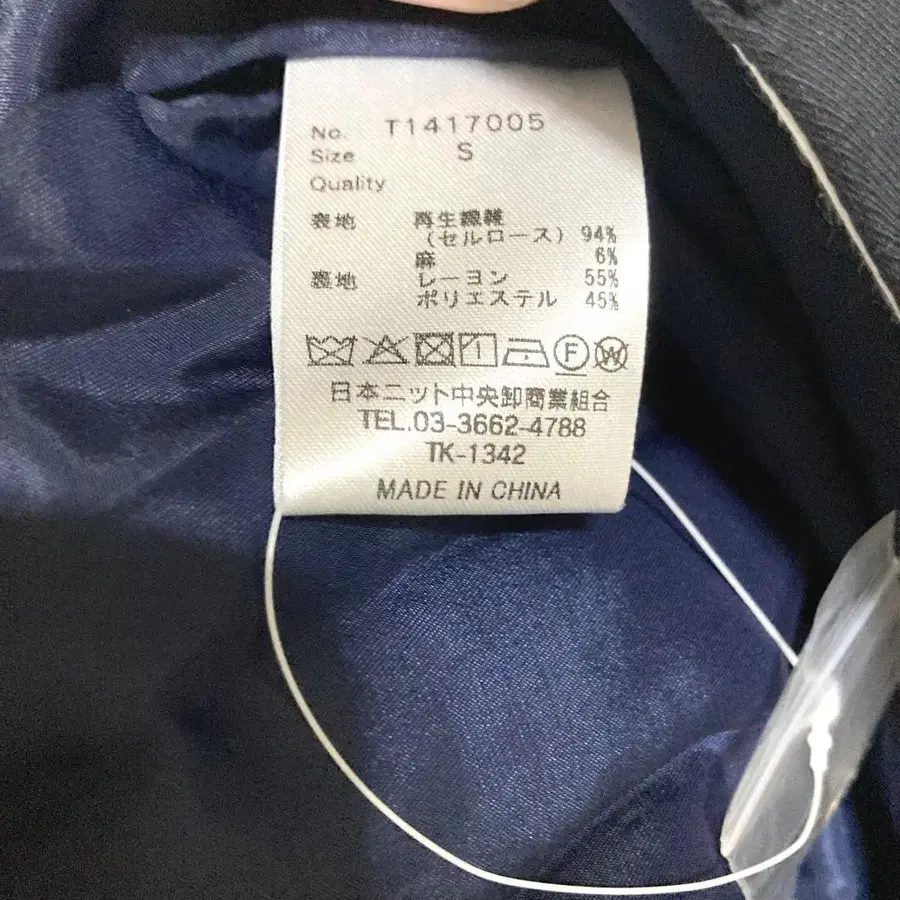 No. T1417005
Size S
Quality
表地 再生繊維
(セルロース) 94%
麻 6%
裏地 レーヨン 55%
ポリエステル 45%
F W
日本ニット中央卸商業組合
TEL.03-3662-4788
TK-1342
MADE IN CHINA